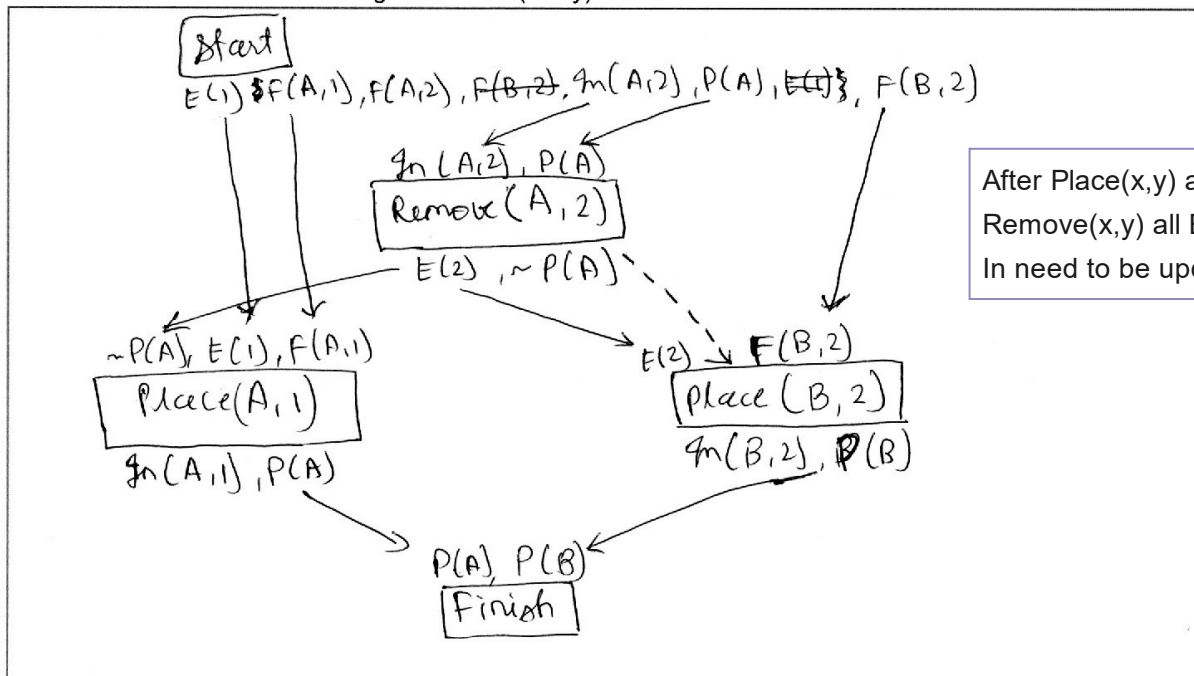 Start
E(1) F(A,1), F(A,2), F(B,2), In(A,2), P(A), E(1)}, F(B,2)
In(A,2), P(A)
Remove(A,2)
E(2), ~P(A)
After Place(x,y) a
Remove(x,y) all
In need to be
~P(A), E(1), F(A,1)
Place(A,1)
In(A,1), P(A)
E(2) F(B,2)
Place(B,2)
In(B,2), P(B)
P(A), P(B)
Finish